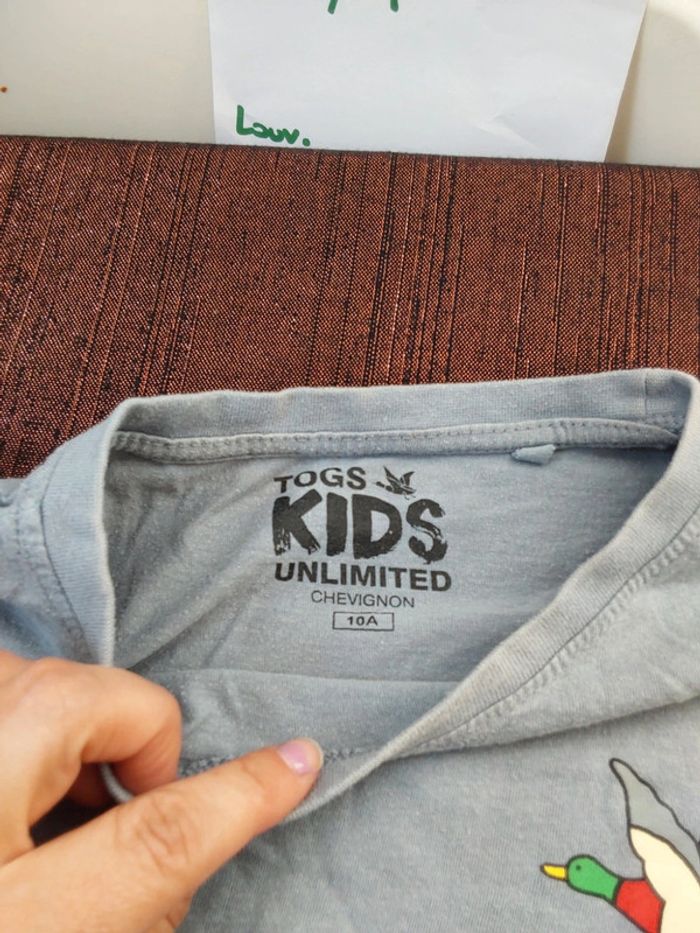 Louv.
TOGS
KIDS
UNLIMITED
CHEVIGNON
10A